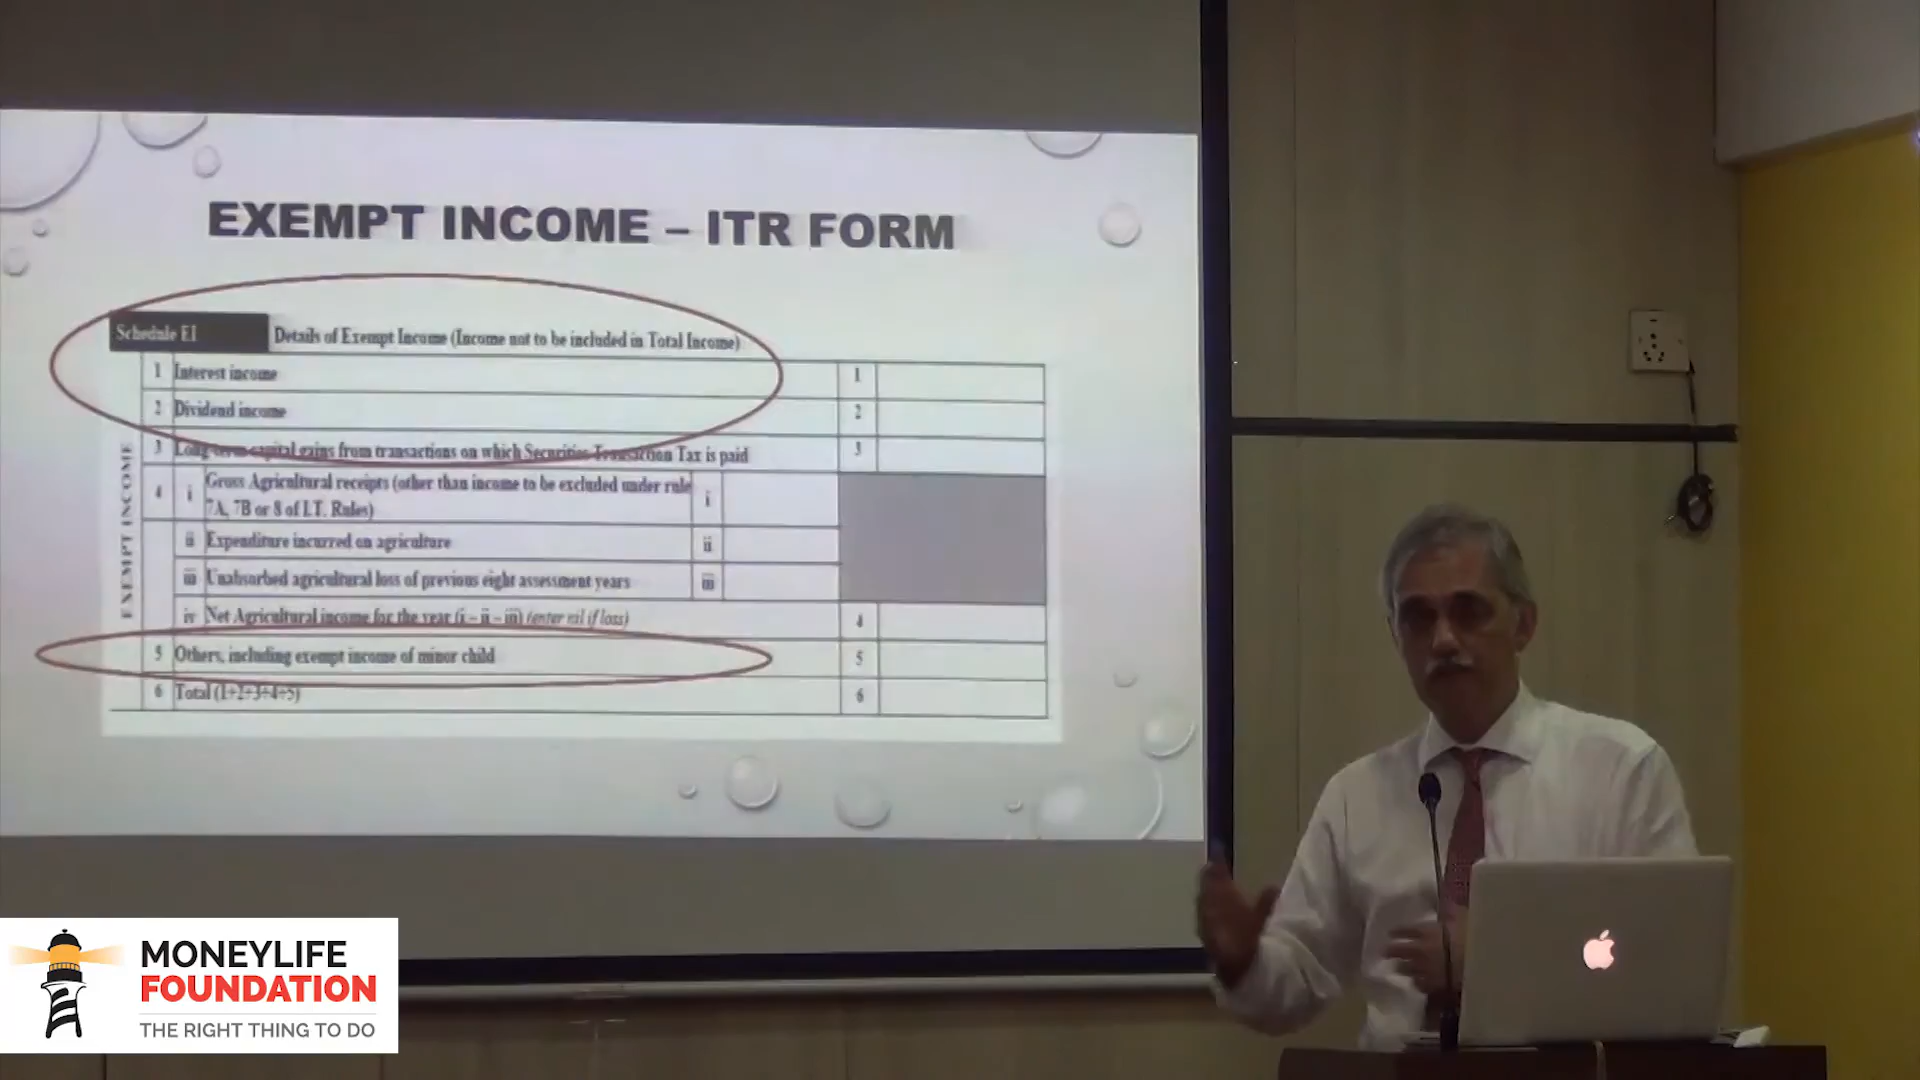 EXEMPT INCOME – ITR FORM
Schedule EI Details of Exempt Income (Income not to be included in Total Income)
EXEMPT INCOME
1 Interest income 1
2 Dividend income 2
3 Long term capital gains from transactions on which Securities Transaction Tax is paid 3
4 i Gross Agricultural receipts (other than income to be excluded under rule i
7A, 7B or 8 of I.T. Rules)
ii Expenditure incurred on agriculture ii
iii Unabsorbed agricultural loss of previous eight assessment years iii
iv Net Agricultural income for the year (i – ii – iii) (enter nil if loss) 4
5 Others, including exempt income of minor child 5
6 Total (1+2+3+4+5) 6
MONEYLIFE
FOUNDATION
THE RIGHT THING TO DO